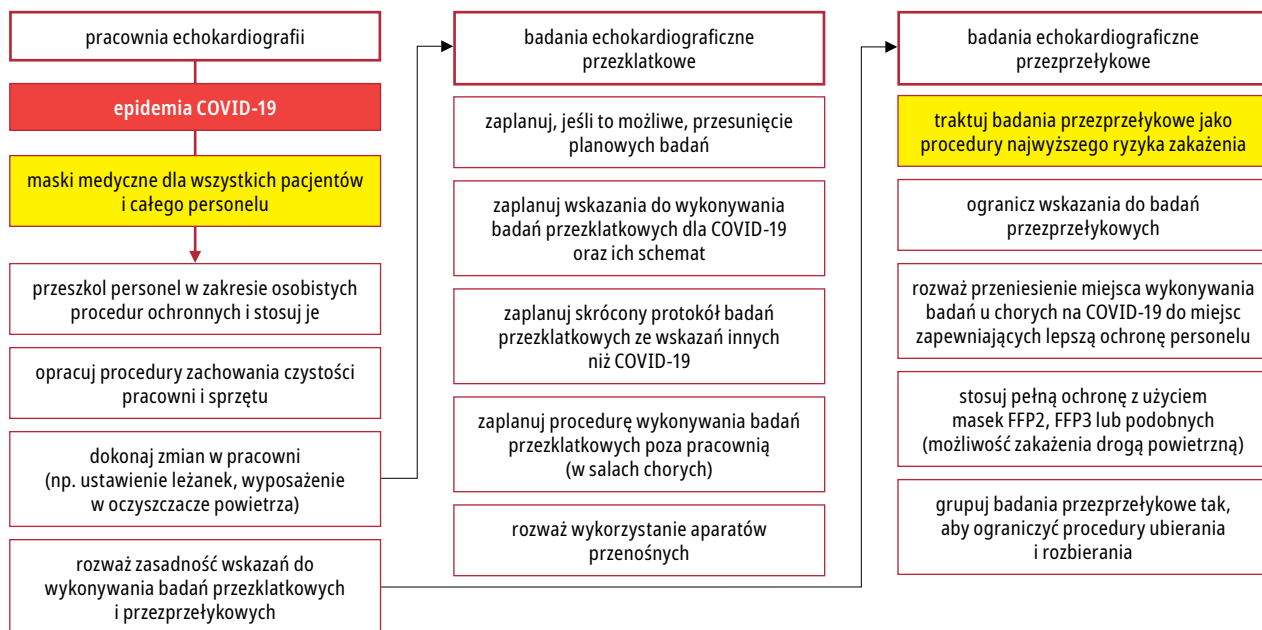 pracownia echokardiografii
epidemia COVID-19
maski medyczne dla wszystkich pacjentów
i całego personelu
przeszkol personel w zakresie osobistych
procedur ochronnych i stosuj je
opracuj procedury zachowania czystości
pracowni i sprzętu
dokonaj zmian w pracowni
(np. ustawienie leżanek, wyposażenie
w oczyszczacze powietrza)
rozważ zasadność wskazań do
wykonywania badań przezklatkowych
i przezprzełykowych
badania echokardiograficzne
przezklatkowe
zaplanuj, jeśli to możliwe, przesunięcie
planowych badań
zaplanuj wskazania do wykonywania
badań przezklatkowych dla COVID-19
oraz ich schemat
zaplanuj skrócony protokół badań
przezklatkowych ze wskazań innych
niż COVID-19
zaplanuj procedurę wykonywania badań
przezklatkowych poza pracownią
(w salach chorych)
rozważ wykorzystanie aparatów
przenośnych
badania echokardiograficzne
przezprzełykowe
traktuj badania przezprzełykowe jako
procedury najwyższego ryzyka zakażenia
ogranicz wskazania do badań
przezprzełykowych
rozważ przeniesienie miejsca wykonywania
badań u chorych na COVID-19 do miejsc
zapewniających lepszą ochronę personelu
stosuj pełną ochronę z użyciem
masek FFP2, FFP3 lub podobnych
(możliwość zakażenia drogą powietrzną)
grupuj badania przezprzełykowe tak,
aby ograniczyć procedury ubierania
i rozbierania